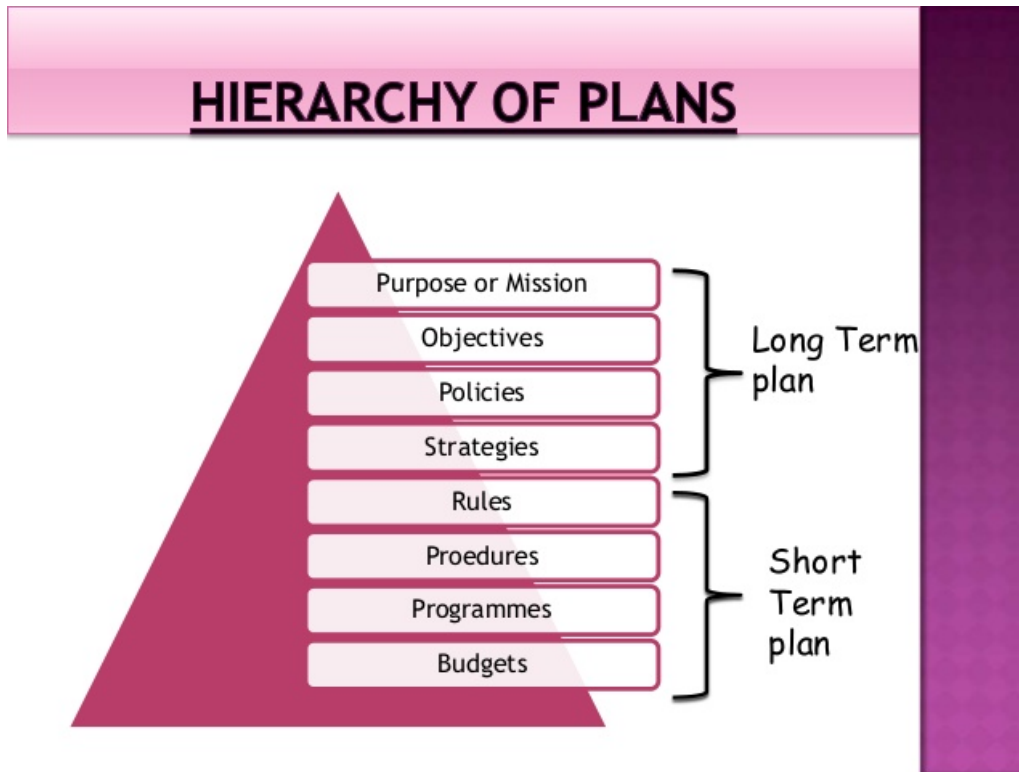 HIERARCHY OF PLANS
Purpose or Mission
Objectives
Policies
Strategies
Long Term
plan
Rules
Proedures
Programmes
Budgets
Short
Term
plan